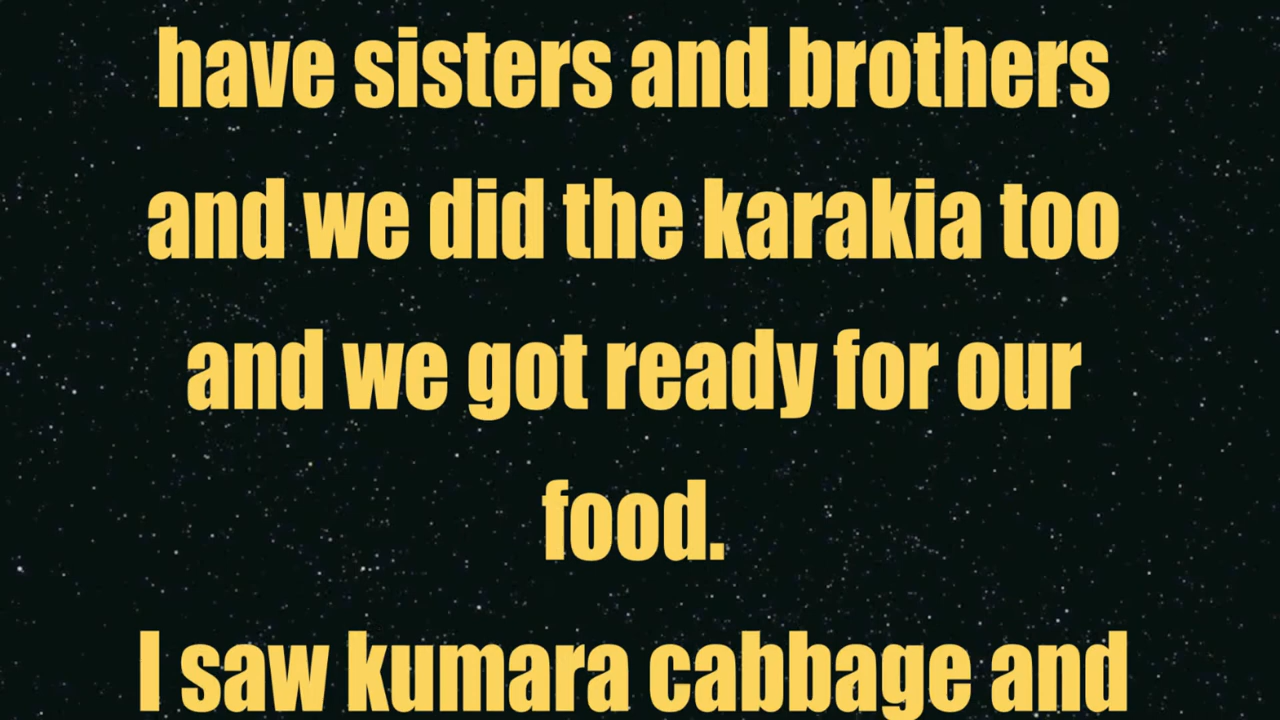 have sisters and brothers
and we did the karakia too
and we got ready for our
food.
I saw kumara cabbage and